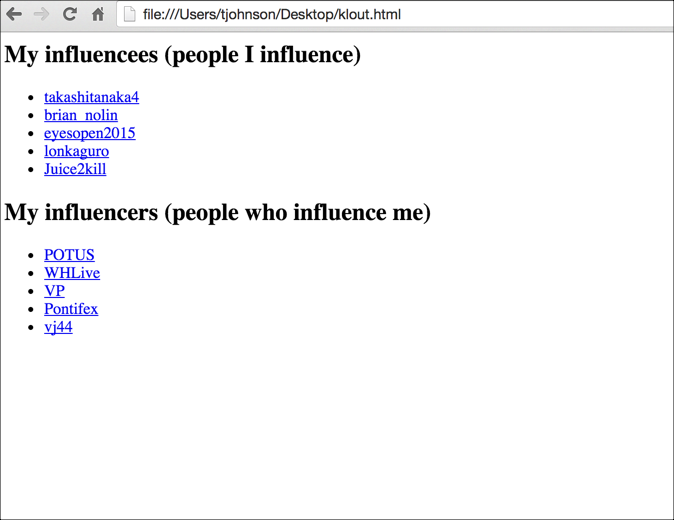 file:///Users/tjohnson/Desktop/klout.html
My influencees (people I influence)
takashitanaka4
brian_nolin
eyesopen2015
lonkaguro
Juice2kill
My influencers (people who influence me)
POTUS
WHLive
VP
Pontifex
vj44